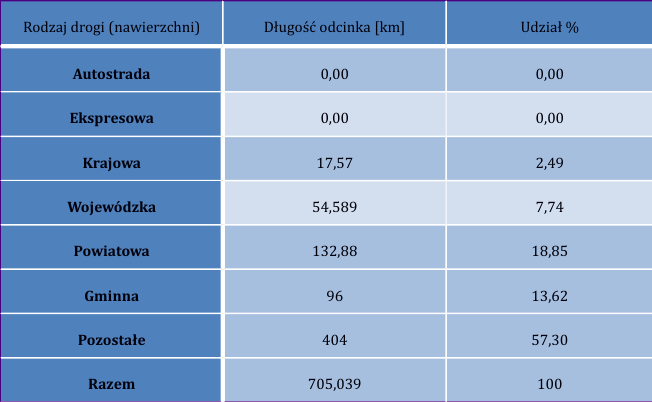 Rodzaj drogi (nawierzchni) Długość odcinka [km] Udział %
Autostrada 0,00 0,00
Ekspresowa 0,00 0,00
Krajowa 17,57 2,49
Wojewódzka 54,589 7,74
Powiatowa 132,88 18,85
Gminna 96 13,62
Pozostałe 404 57,30
Razem 705,039 100